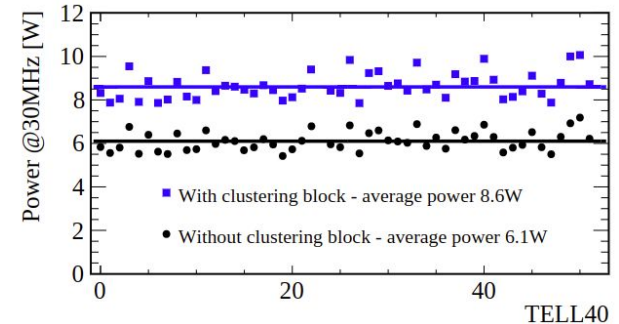 Power @30MHz [W]
12
10
8
6
4
2
0
With clustering block - average power 8.6W
Without clustering block - average power 6.1W
0 20 40
TELL40